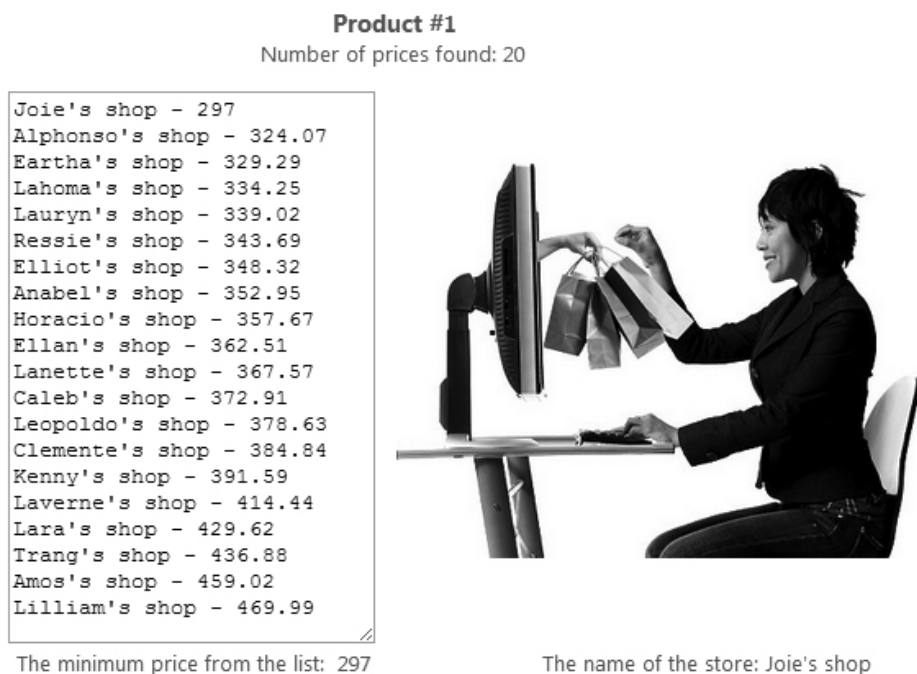 Product #1
Number of prices found: 20
Joie's shop - 297
Alphonso's shop - 324.07
Eartha's shop - 329.29
Lahoma's shop - 334.25
Lauryn's shop - 339.02
Ressie's shop - 343.69
Elliot's shop - 348.32
Anabel's shop - 352.95
Horacio's shop - 357.67
Ellan's shop - 362.51
Lanette's shop - 367.57
Caleb's shop - 372.91
Leopoldo's shop - 378.63
Clemente's shop - 384.84
Kenny's shop - 391.59
Laverne's shop - 414.44
Lara's shop - 429.62
Trang's shop - 436.88
Amos's shop - 459.02
Lilliam's shop - 469.99
The minimum price from the list: 297
The name of the store: Joie's shop